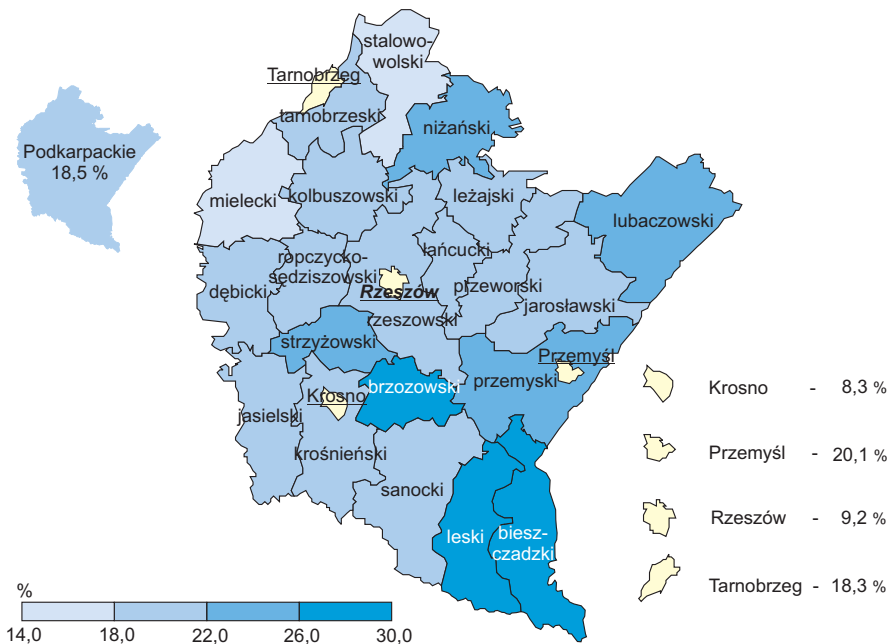 stalowo-
wolski
Tarnobrzeg
tarnobrzeski
niżański
Podkarpackie
18,5 %
kolbuszowski
leżajski
mielecki
lubaczowski
łańcucki
ropczycko-
sędziszowski
dębicki
Rzeszów
przeworski
jarosławski
rzeszowski
strzyżowski
Przemyśl
Krosno
brzozowski
przemyski
jasielski
krośnieński
sanocki
leski
biesz-
czadzki
Krosno - 8,3 %
Przemyśl - 20,1 %
Rzeszów - 9,2 %
Tarnobrzeg - 18,3 %
%
14,0 18,0 22,0 26,0 30,0